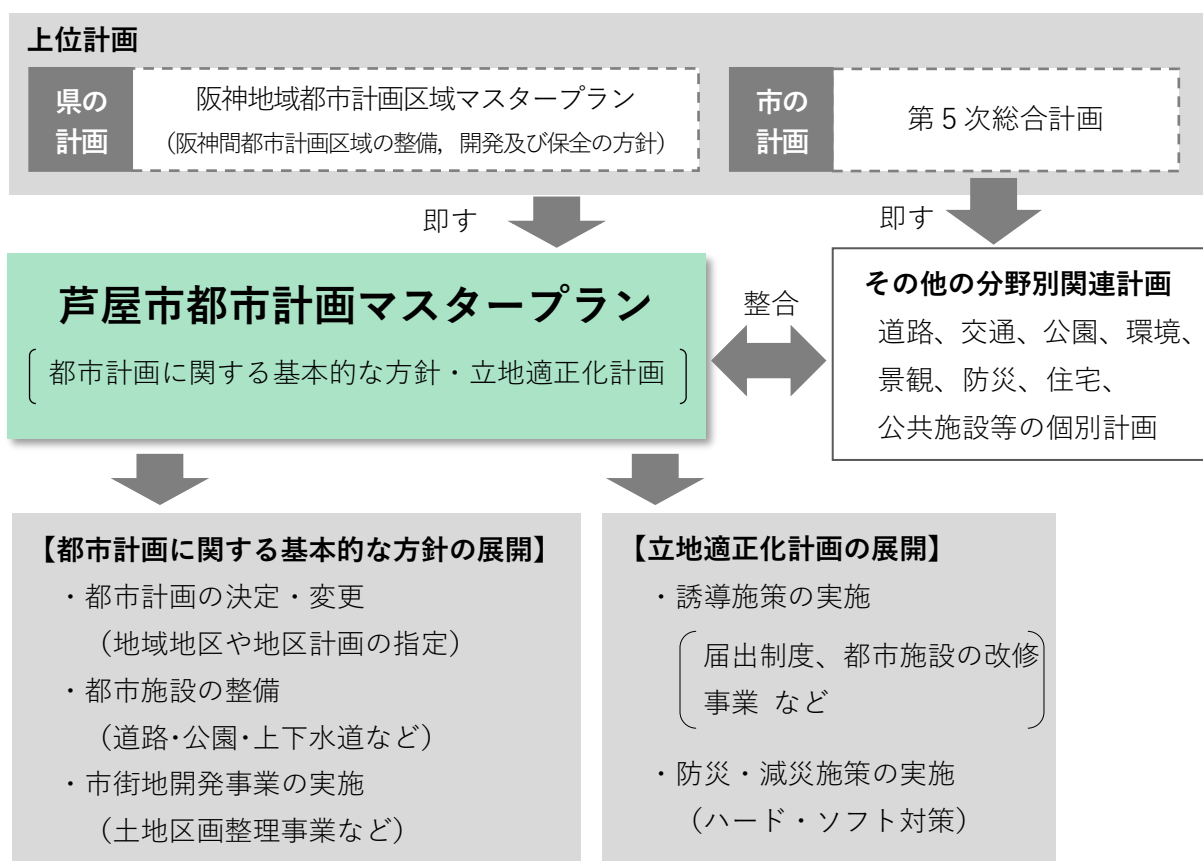 上位計画
県の
計画
阪神地域都市計画区域マスタープラン
（阪神間都市計画区域の整備，開発及び保全の方針）
市の
計画
第５次総合計画
即す
即す
芦屋市都市計画マスタープラン
都市計画に関する基本的な方針・立地適正化計画
整合
その他の分野別関連計画
道路、交通、公園、環境、
景観、防災、住宅、
公共施設等の個別計画
【都市計画に関する基本的な方針の展開】
・都市計画の決定・変更
（地域地区や地区計画の指定）
・都市施設の整備
（道路･公園･上下水道など）
・市街地開発事業の実施
（土地区画整理事業など）
【立地適正化計画の展開】
・誘導施策の実施
届出制度、都市施設の改修
事業 など
・防災・減災施策の実施
（ハード・ソフト対策）